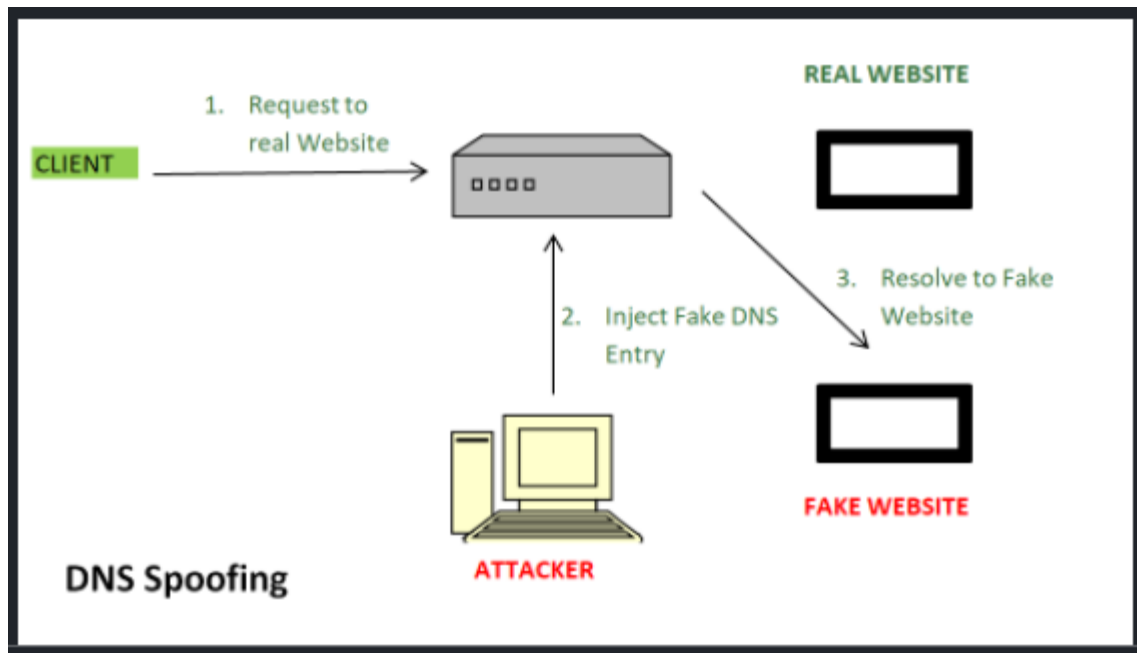 REAL WEBSITE
1. Request to
real Website
CLIENT
3. Resolve to Fake
Website
2. Inject Fake DNS
Entry
FAKE WEBSITE
ATTACKER
DNS Spoofing